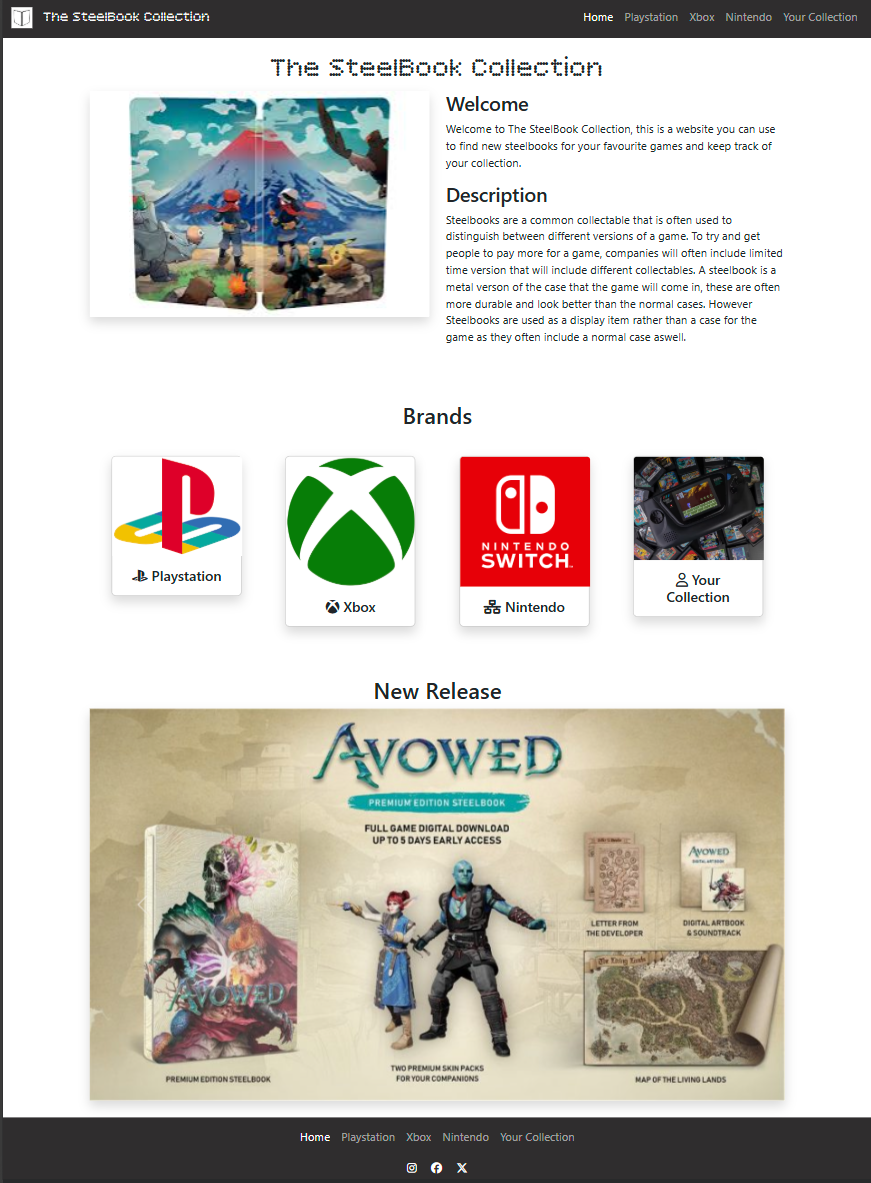 The SteelBook Collection
Home Playstation Xbox Nintendo Your Collection
The SteelBook Collection
Welcome
Welcome to The SteelBook Collection, this is a website you can use
to find new steelbooks for your favourite games and keep track of
your collection.
Description
Steelbooks are a common collectable that is often used to
distinguish between different versions of a game. To try and get
people to pay more for a game, companies will often include limited
time version that will include different collectables. A steelbook is a
metal verson of the case that the game will come in, these are often
more durable and look better than the normal cases. However
Steelbooks are used as a display item rather than a case for the
game as they often include a normal case aswell.
Brands
Playstation
Xbox
NINTENDO
SWITCH.
Nintendo
Your
Collection
New Release
AVOWED
PREMIUM EDITION STEELBOOK
FULL GAME DIGITAL DOWNLOAD
UP TO 5 DAYS EARLY ACCESS
AVOWED
PREMIUM EDITION STEELBOOK
TWO PREMIUM SKIN PACKS
FOR YOUR COMPANIONS
LETTER FROM
THE DEVELOPER
AVOWED
DIGITAL ARTBOOK
DIGITAL ARTBOOK
& SOUNDTRACK
The Living Lands
MAP OF THE LIVING LANDS
Home Playstation Xbox Nintendo Your Collection